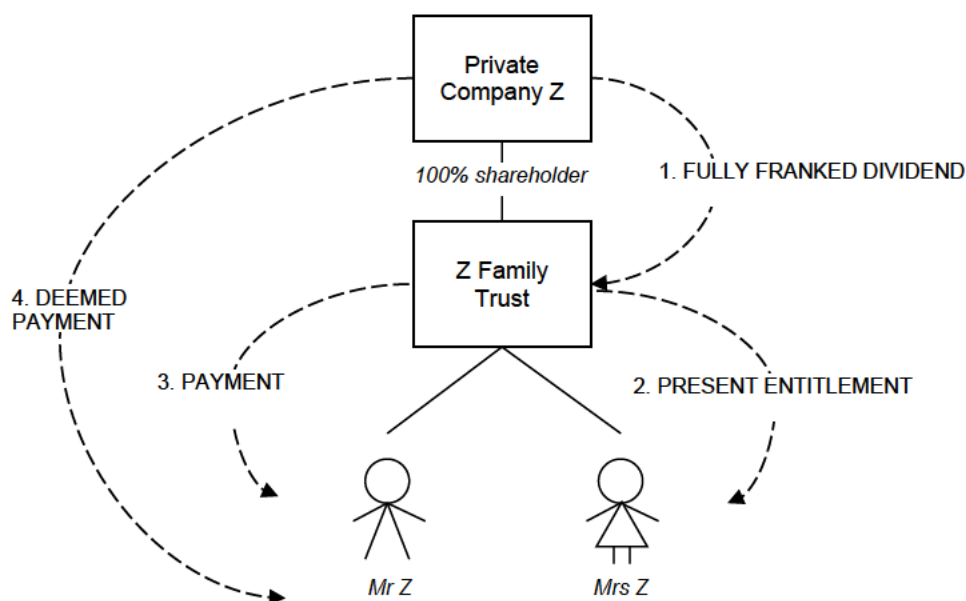 Private
Company Z
100% shareholder
1. FULLY FRANKED DIVIDEND
Z Family
Trust
4. DEEMED
PAYMENT
3. PAYMENT
2. PRESENT ENTITLEMENT
Mr Z
Mrs Z